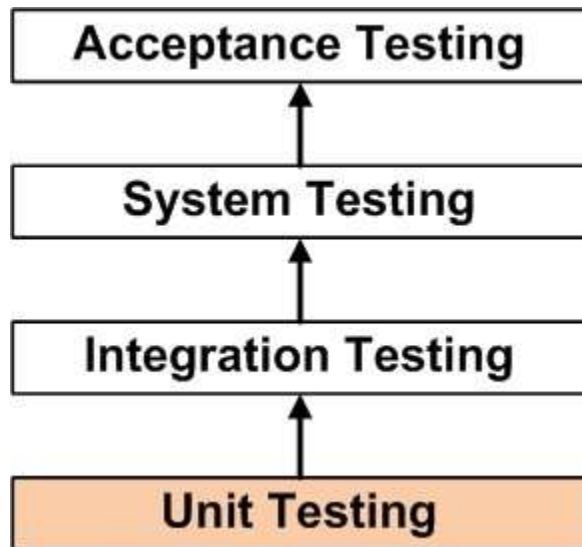 Acceptance Testing
System Testing
Integration Testing
Unit Testing